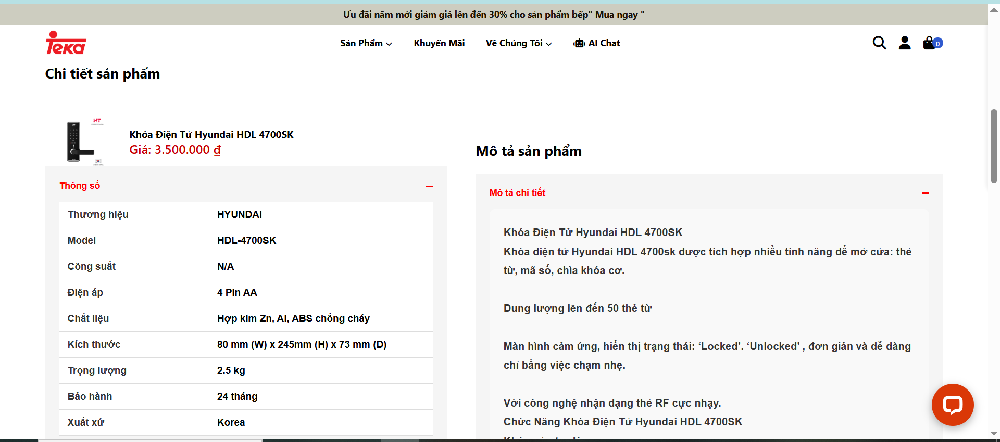 Ưu đãi năm mới giảm giá lên đến 30% cho sản phẩm bếp" Mua ngay "
Teka
Sản Phẩm
Khuyến Mãi
Về Chúng Tôi
AI Chat
0
Chi tiết sản phẩm
HT
Khóa Điện Tử Hyundai HDL 4700SK
Giá: 3.500.000 ₫
Thông số
Thương hiệu HYUNDAI
Model HDL-4700SK
Công suất N/A
Điện áp 4 Pin AA
Chất liệu Hợp kim Zn, Al, ABS chống cháy
Kích thước 80 mm (W) x 245mm (H) x 73 mm (D)
Trọng lượng 2.5 kg
Bảo hành 24 tháng
Xuất xứ Korea
Mô tả sản phẩm
Mô tả chi tiết
Khóa Điện Tử Hyundai HDL 4700SK
Khóa điện tử Hyundai HDL 4700sk được tích hợp nhiều tính năng để mở cửa: thẻ
từ, mã số, chìa khóa cơ.
Dung lượng lên đến 50 thẻ từ
Màn hình cảm ứng, hiển thị trạng thái: ‘Locked’. ‘Unlocked’ , đơn giản và dễ dàng
chỉ bằng việc chạm nhẹ.
Với công nghệ nhận dạng thẻ RF cực nhạy.
Chức Năng Khóa Điện Tử Hyundai HDL 4700SK